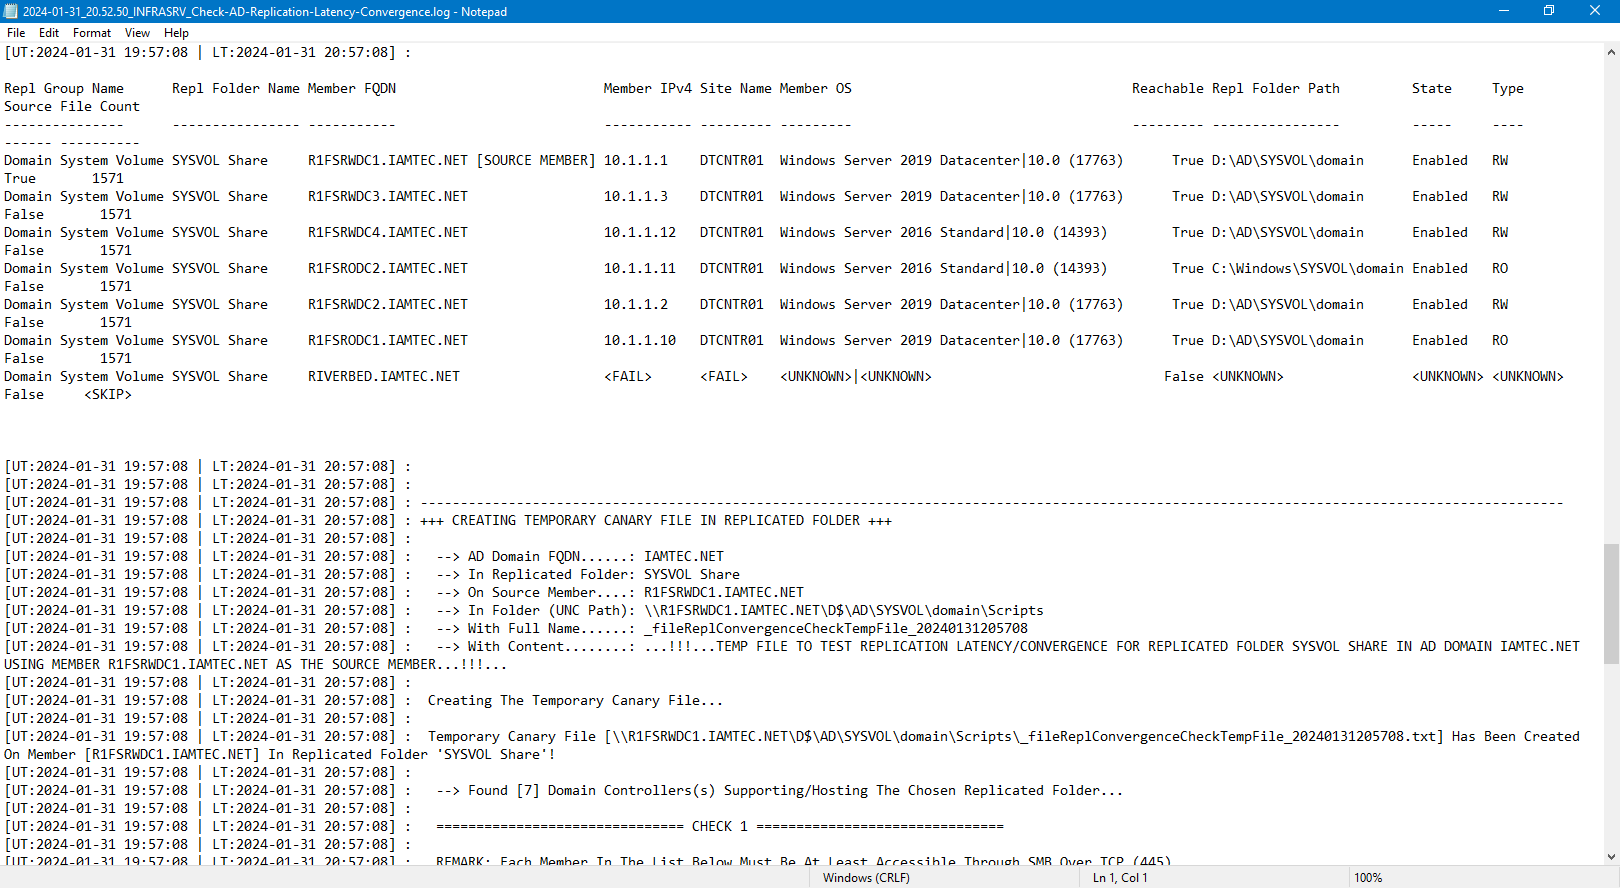 2024-01-31_20.52.50_INFRASRV_Check-AD-Replication-Latency-Convergence.log - Notepad
File Edit Format View Help
[UT:2024-01-31 19:57:08 | LT:2024-01-31 20:57:08] :
Repl Group Name Repl Folder Name Member FQDN Member IPv4 Site Name Member OS Reachable Repl Folder Path State Type
Source File Count
--------------- ---------------- ----------- ----------- --------- --------- --------- ---------------- ----- ----
------ ----------
Domain System Volume SYSVOL Share R1FSRWDC1.IAMTEC.NET [SOURCE MEMBER] 10.1.1.1 DTCNTR01 Windows Server 2019 Datacenter|10.0 (17763) True D:\AD\SYSVOL\domain Enabled RW
True 1571
Domain System Volume SYSVOL Share R1FSRWDC3.IAMTEC.NET 10.1.1.3 DTCNTR01 Windows Server 2019 Datacenter|10.0 (17763) True D:\AD\SYSVOL\domain Enabled RW
False 1571
Domain System Volume SYSVOL Share R1FSRWDC4.IAMTEC.NET 10.1.1.12 DTCNTR01 Windows Server 2016 Standard|10.0 (14393) True D:\AD\SYSVOL\domain Enabled RW
False 1571
Domain System Volume SYSVOL Share R1FSRODC2.IAMTEC.NET 10.1.1.11 DTCNTR01 Windows Server 2016 Standard|10.0 (14393) True C:\Windows\SYSVOL\domain Enabled RO
False 1571
Domain System Volume SYSVOL Share R1FSRWDC2.IAMTEC.NET 10.1.1.2 DTCNTR01 Windows Server 2019 Datacenter|10.0 (17763) True D:\AD\SYSVOL\domain Enabled RW
False 1571
Domain System Volume SYSVOL Share R1FSRODC1.IAMTEC.NET 10.1.1.10 DTCNTR01 Windows Server 2019 Datacenter|10.0 (17763) True D:\AD\SYSVOL\domain Enabled RO
False 1571
Domain System Volume SYSVOL Share RIVERBED.IAMTEC.NET <FAIL> <FAIL> <UNKNOWN>|<UNKNOWN> False <UNKNOWN> <UNKNOWN> <UNKNOWN>
False <SKIP>
[UT:2024-01-31 19:57:08 | LT:2024-01-31 20:57:08] :
[UT:2024-01-31 19:57:08 | LT:2024-01-31 20:57:08] :
[UT:2024-01-31 19:57:08 | LT:2024-01-31 20:57:08] : -----------------------------------------------------------------------------------------------------------------------------------------------
[UT:2024-01-31 19:57:08 | LT:2024-01-31 20:57:08] : +++ CREATING TEMPORARY CANARY FILE IN REPLICATED FOLDER +++
[UT:2024-01-31 19:57:08 | LT:2024-01-31 20:57:08] :
[UT:2024-01-31 19:57:08 | LT:2024-01-31 20:57:08] : --> AD Domain FQDN......: IAMTEC.NET
[UT:2024-01-31 19:57:08 | LT:2024-01-31 20:57:08] : --> In Replicated Folder: SYSVOL Share
[UT:2024-01-31 19:57:08 | LT:2024-01-31 20:57:08] : --> On Source Member....: R1FSRWDC1.IAMTEC.NET
[UT:2024-01-31 19:57:08 | LT:2024-01-31 20:57:08] : --> In Folder (UNC Path): \\R1FSRWDC1.IAMTEC.NET\D$\AD\SYSVOL\domain\Scripts
[UT:2024-01-31 19:57:08 | LT:2024-01-31 20:57:08] : --> With Full Name......: _fileReplConvergenceCheckTempFile_20240131205708
[UT:2024-01-31 19:57:08 | LT:2024-01-31 20:57:08] : --> With Content........: ...!!!...TEMP FILE TO TEST REPLICATION LATENCY/CONVERGENCE FOR REPLICATED FOLDER SYSVOL SHARE IN AD DOMAIN IAMTEC.NET
USING MEMBER R1FSRWDC1.IAMTEC.NET AS THE SOURCE MEMBER...!!!...
[UT:2024-01-31 19:57:08 | LT:2024-01-31 20:57:08] :
[UT:2024-01-31 19:57:08 | LT:2024-01-31 20:57:08] : Creating The Temporary Canary File...
[UT:2024-01-31 19:57:08 | LT:2024-01-31 20:57:08] :
[UT:2024-01-31 19:57:08 | LT:2024-01-31 20:57:08] : Temporary Canary File [\\R1FSRWDC1.IAMTEC.NET\D$\AD\SYSVOL\domain\Scripts\_fileReplConvergenceCheckTempFile_20240131205708.txt] Has Been Created
On Member [R1FSRWDC1.IAMTEC.NET] In Replicated Folder 'SYSVOL Share'!
[UT:2024-01-31 19:57:08 | LT:2024-01-31 20:57:08] :
[UT:2024-01-31 19:57:08 | LT:2024-01-31 20:57:08] : --> Found [7] Domain Controllers(s) Supporting/Hosting The Chosen Replicated Folder...
[UT:2024-01-31 19:57:08 | LT:2024-01-31 20:57:08] :
[UT:2024-01-31 19:57:08 | LT:2024-01-31 20:57:08] : =============================== CHECK 1 ===============================
[UT:2024-01-31 19:57:08 | LT:2024-01-31 20:57:08] :
[UT:2024-01-31 19:57:08 | LT:2024-01-31 20:57:08] : REMARK: Each Member In The List Below Must Be At Least Accessible Through SMB Over TCP (445)
Windows (CRLF) Ln 1, Col 1 100%